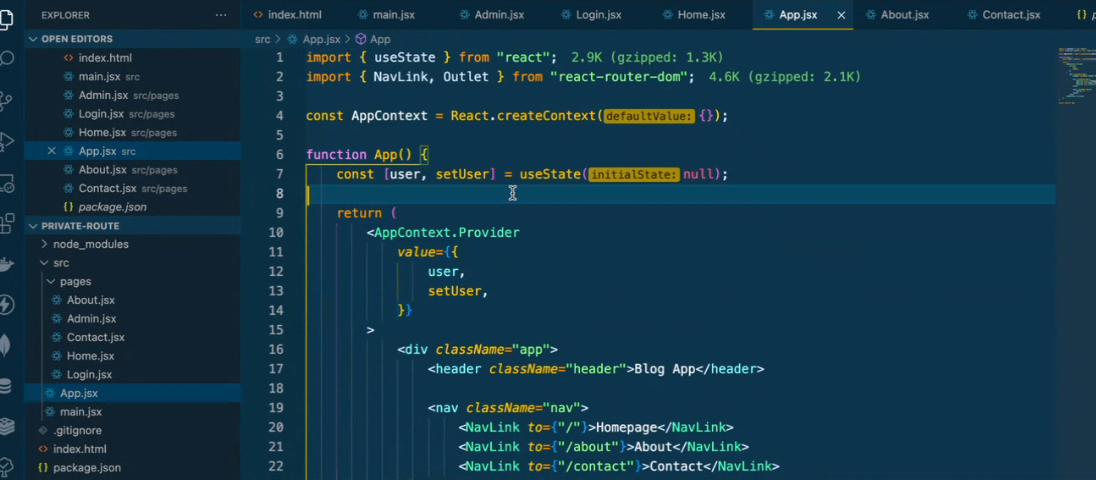 EXPLORER
OPEN EDITORS
index.html
main.jsx src
Admin.jsx src/pages
Login.jsx src/pages
Home.jsx src/pages
App.jsx src
About.jsx src/pages
Contact.jsx src/pages
{} package.json
PRIVATE-ROUTE
node_modules
src
pages
About.jsx
Admin.jsx
Contact.jsx
Home.jsx
Login.jsx
App.jsx
main.jsx
.gitignore
index.html
package.json
index.html main.jsx Admin.jsx Login.jsx Home.jsx App.jsx About.jsx Contact.jsx {}
src > App.jsx > App
1 import { useState } from "react"; 2.9K (gzipped: 1.3K)
2 import { NavLink, Outlet } from "react-router-dom"; 4.6K (gzipped: 2.1K)
3
4 const AppContext = React.createContext(defaultValue: {});
5
6 function App() {
7 const [user, setUser] = useState(initialState: null);
8
9 return (
10 <AppContext.Provider
11 value={{
12 user,
13 setUser,
14 }}
15 >
16 <div className="app">
17 <header className="header">Blog App</header>
18
19 <nav className="nav">
20 <NavLink to={"/"}>Homepage</NavLink>
21 <NavLink to={"/about"}>About</NavLink>
22 <NavLink to={"/contact"}>Contact</NavLink>